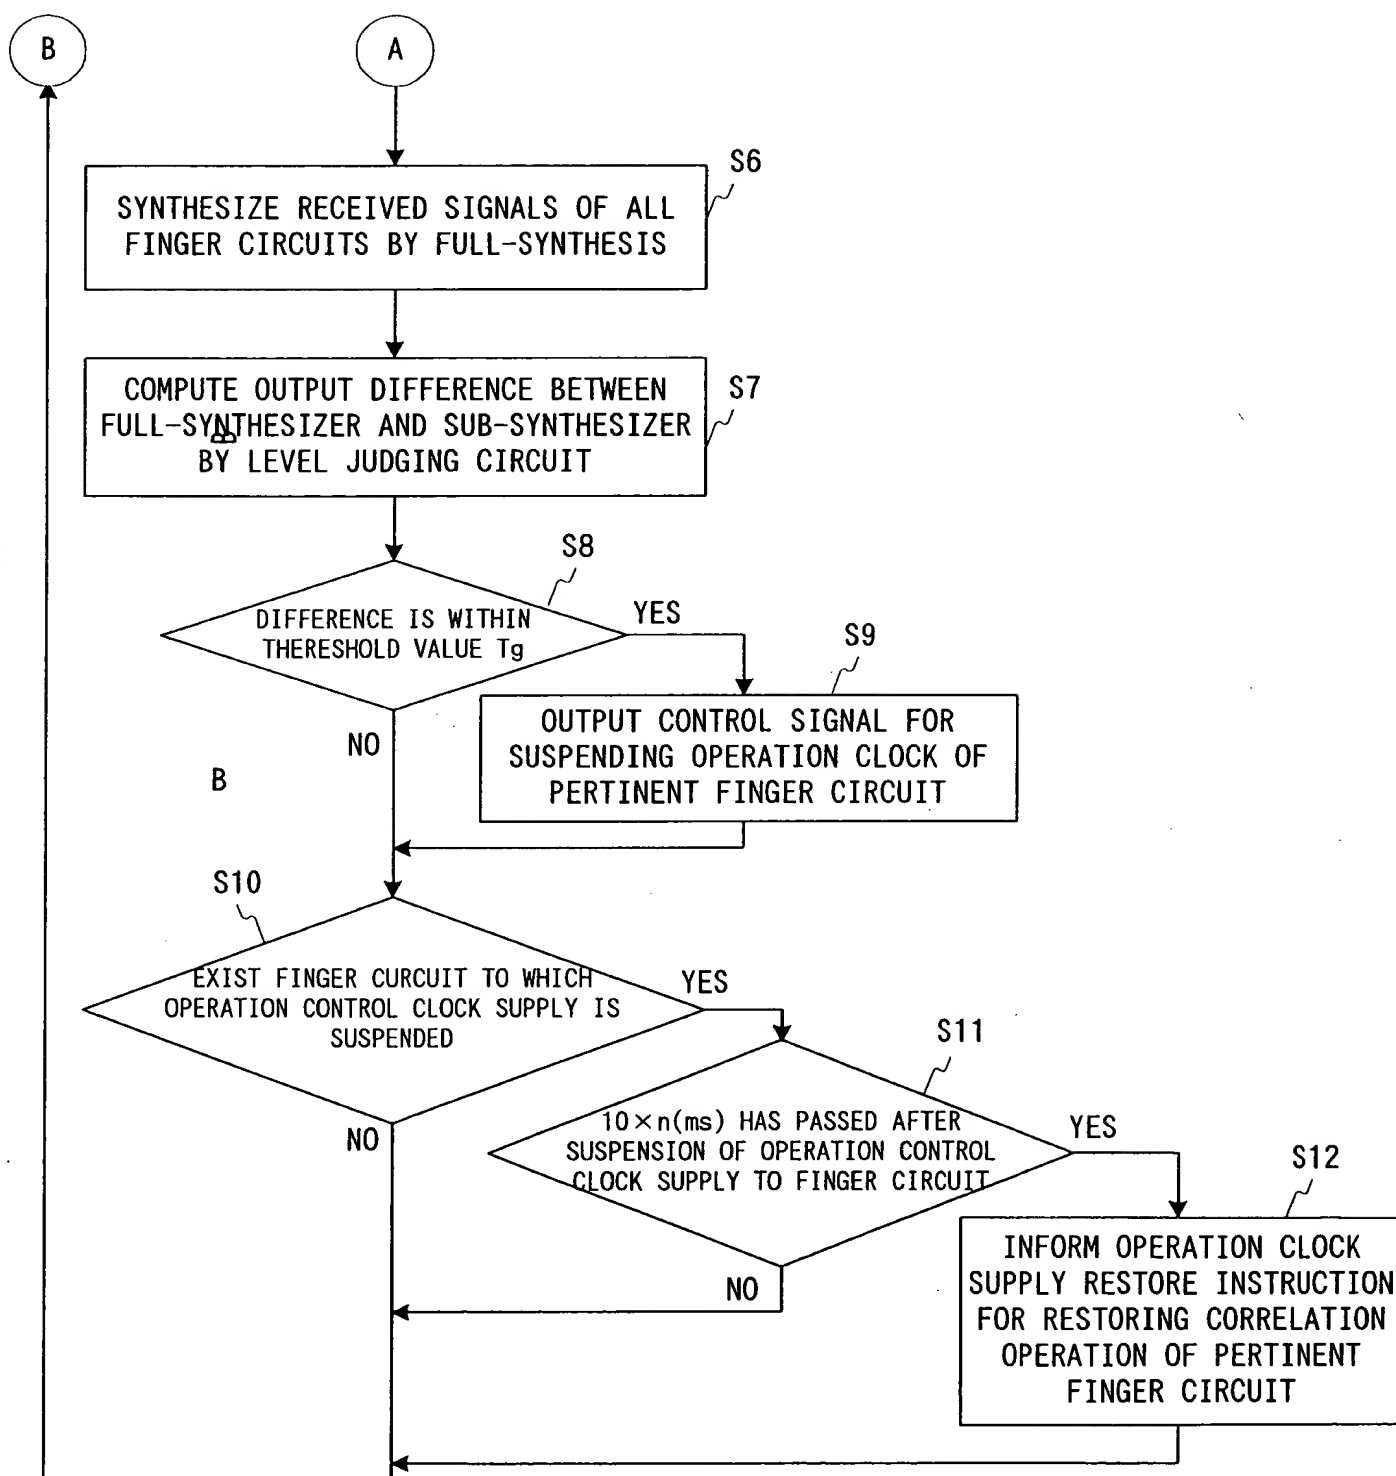 B
A
S6
SYNTHESIZE RECEIVED SIGNALS OF ALL
FINGER CIRCUITS BY FULL-SYNTHESIS
S7
COMPUTE OUTPUT DIFFERENCE BETWEEN
FULL-SYNTHESIZER AND SUB-SYNTHESIZER
BY LEVEL JUDGING CIRCUIT
B
S8
DIFFERENCE IS WITHIN
THERESHOLD VALUE Tg
YES
NO
S9
OUTPUT CONTROL SIGNAL FOR
SUSPENDING OPERATION CLOCK OF
PERTINENT FINGER CIRCUIT
B
S10
EXIST FINGER CURCUIT TO WHICH
OPERATION CONTROL CLOCK SUPPLY IS
SUSPENDED
YES
NO
S11
10×n(ms) HAS PASSED AFTER
SUSPENSION OF OPERATION CONTROL
CLOCK SUPPLY TO FINGER CIRCUIT
YES
NO
S12
INFORM OPERATION CLOCK
SUPPLY RESTORE INSTRUCTION
FOR RESTORING CORRELATION
OPERATION OF PERTINENT
FINGER CIRCUIT